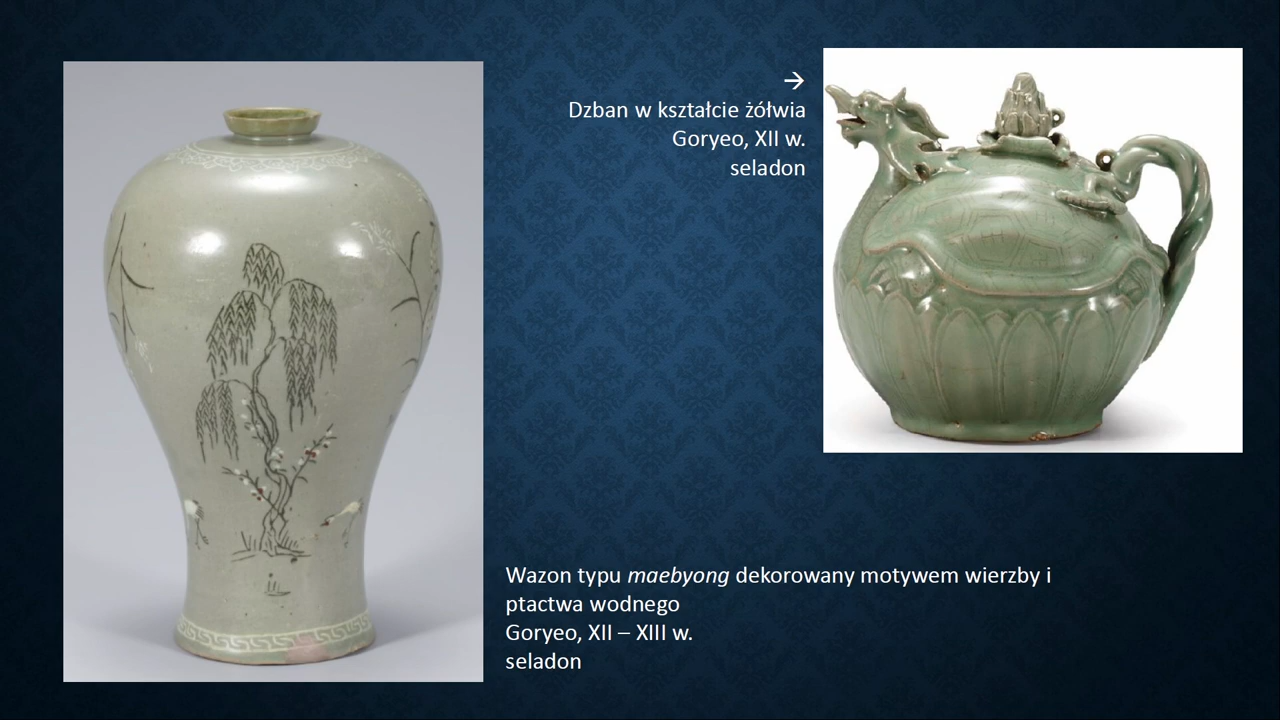 →
Dzban w kształcie żółwia
Goryeo, XII w.
seladon
Wazon typu maebyong dekorowany motywem wierzby i
ptactwa wodnego
Goryeo, XII – XIII w.
seladon